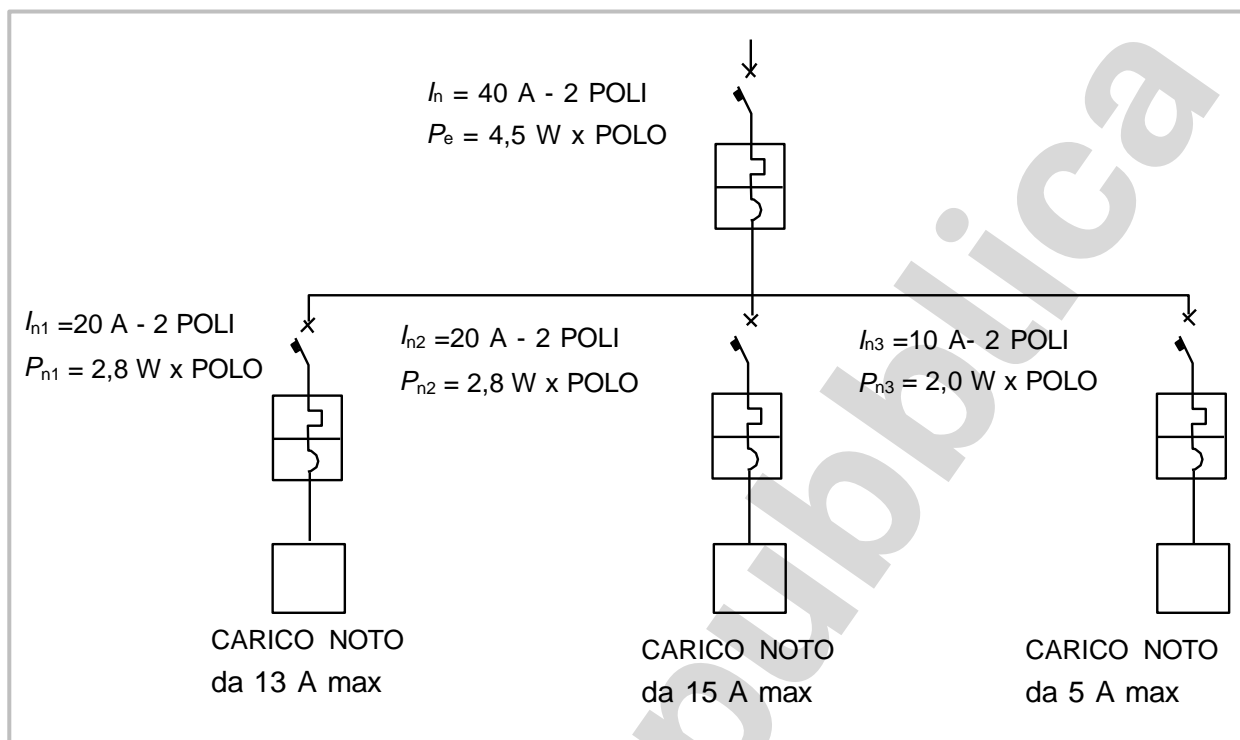 In = 40 A - 2 POLI
Pe = 4,5 W x POLO
In1 =20 A - 2 POLI
Pn1 = 2,8 W x POLO
In2 =20 A - 2 POLI
Pn2 = 2,8 W x POLO
In3 =10 A- 2 POLI
Pn3 = 2,0 W x POLO
CARICO NOTO
da 13 A max
CARICO NOTO
da 15 A max
CARICO NOTO
da 5 A max
pubblica